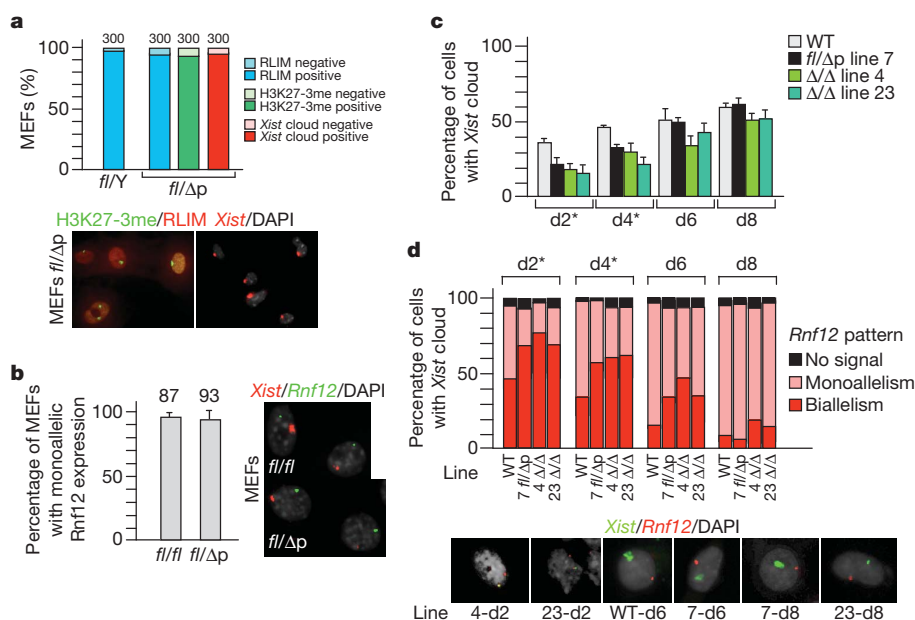 a
300 300 300 300
MEFs (%)
100
50
0
fl/Y
fl/Δp
RLIM negative
RLIM positive
H3K27-3me negative
H3K27-3me positive
Xist cloud negative
Xist cloud positive
H3K27-3me/RLIM Xist/DAPI
MEFs fl/Δp
b
Percentage of MEFs
with monoallelic
Rnf12 expression
100
50
0
87 93
fl/fl fl/Δp
Xist/Rnf12/DAPI
MEFs
fl/fl
fl/Δp
c
Percentage of cells
with Xist cloud
100
50
0
d2* d4* d6 d8
WT
fl/Δp line 7
Δ/Δ line 4
Δ/Δ line 23
d
d2* d4* d6 d8
Percenatge of cells
with Xist cloud
100
50
0
Rnf12 pattern
No signal
Monoallelism
Biallelism
Line
WT 7 fl/Δp 4 Δ/Δ 23 Δ/Δ WT 7 fl/Δp 4 Δ/Δ 23 Δ/Δ WT 7 fl/Δp 4 Δ/Δ 23 Δ/Δ WT 7 fl/Δp 4 Δ/Δ 23 Δ/Δ
Xist/Rnf12/DAPI
Line 4-d2 23-d2 WT-d6 7-d6 7-d8 23-d8